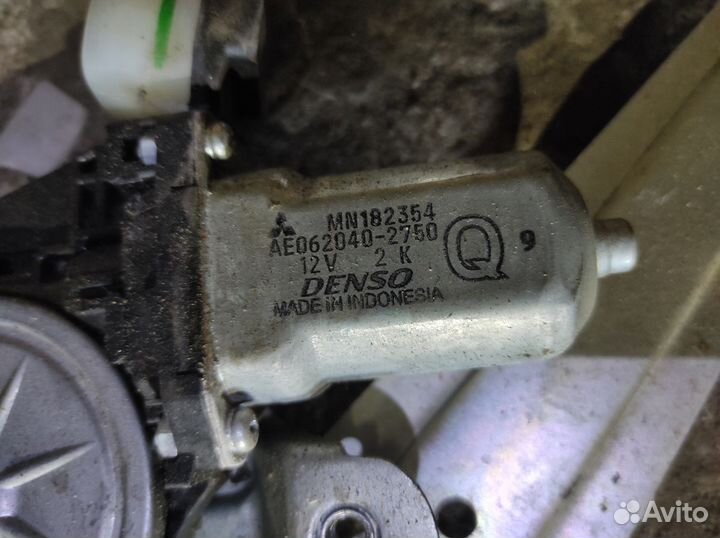 MN182354
AE062040-2750
12V 2 K
DENSO
MADE IN INDONESIA
Q 9
Avito